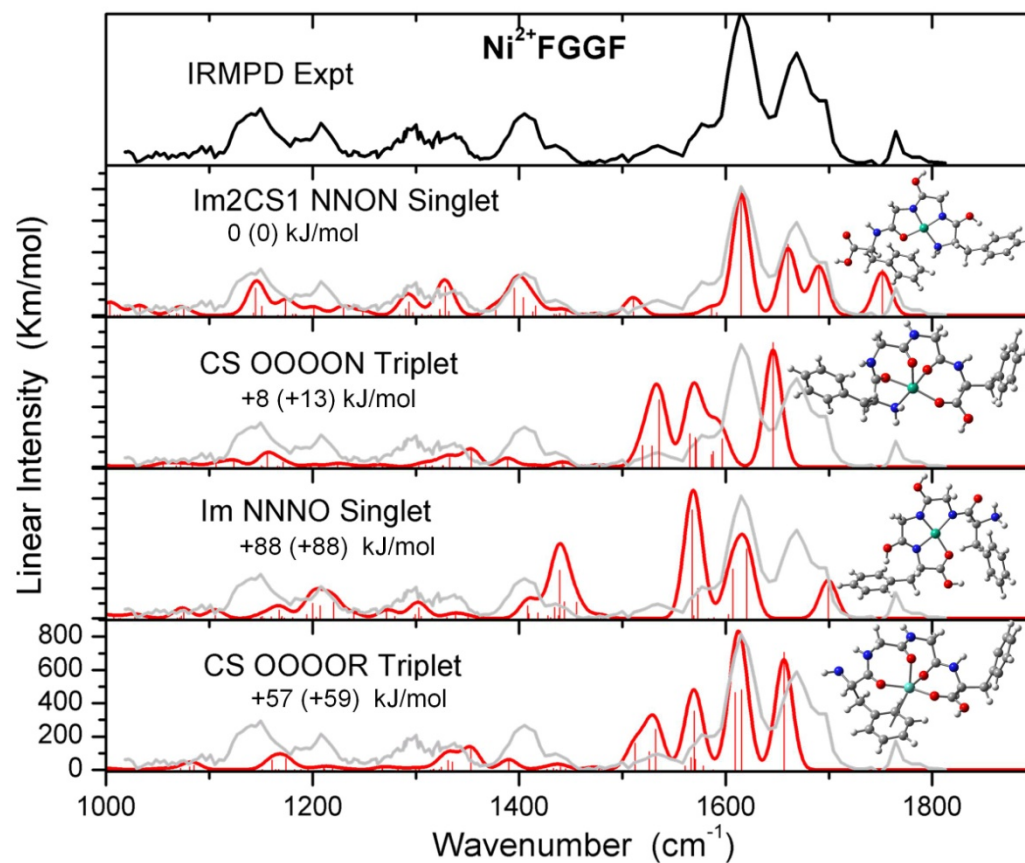 Ni²⁺FGGF
IRMPD Expt
Im2CS1 NNON Singlet
0 (0) kJ/mol
CS OOOON Triplet
+8 (+13) kJ/mol
Im NNNO Singlet
+88 (+88) kJ/mol
CS OOOOR Triplet
+57 (+59) kJ/mol
Linear Intensity (Km/mol)
800
600
400
200
0
1000 1200 1400 1600 1800
Wavenumber (cm⁻¹)